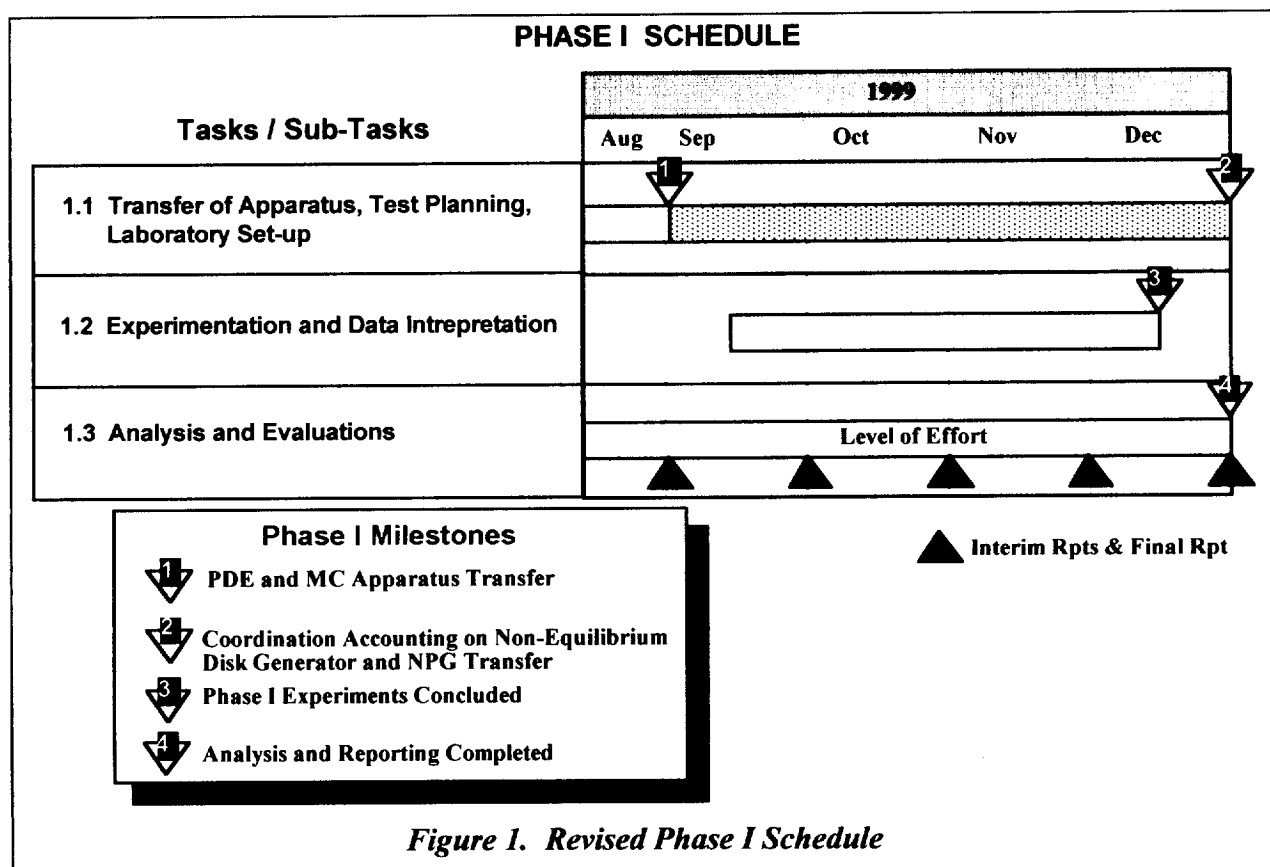 PHASE I SCHEDULE
1999
Tasks / Sub-Tasks
Aug Sep Oct Nov Dec
1 2
1.1 Transfer of Apparatus, Test Planning,
Laboratory Set-up
3
1.2 Experimentation and Data Intrepretation
4
1.3 Analysis and Evaluations
Level of Effort
Phase I Milestones
1 PDE and MC Apparatus Transfer
2 Coordination Accounting on Non-Equilibrium
Disk Generator and NPG Transfer
3 Phase I Experiments Concluded
4 Analysis and Reporting Completed
Interim Rpts & Final Rpt
Figure 1. Revised Phase I Schedule